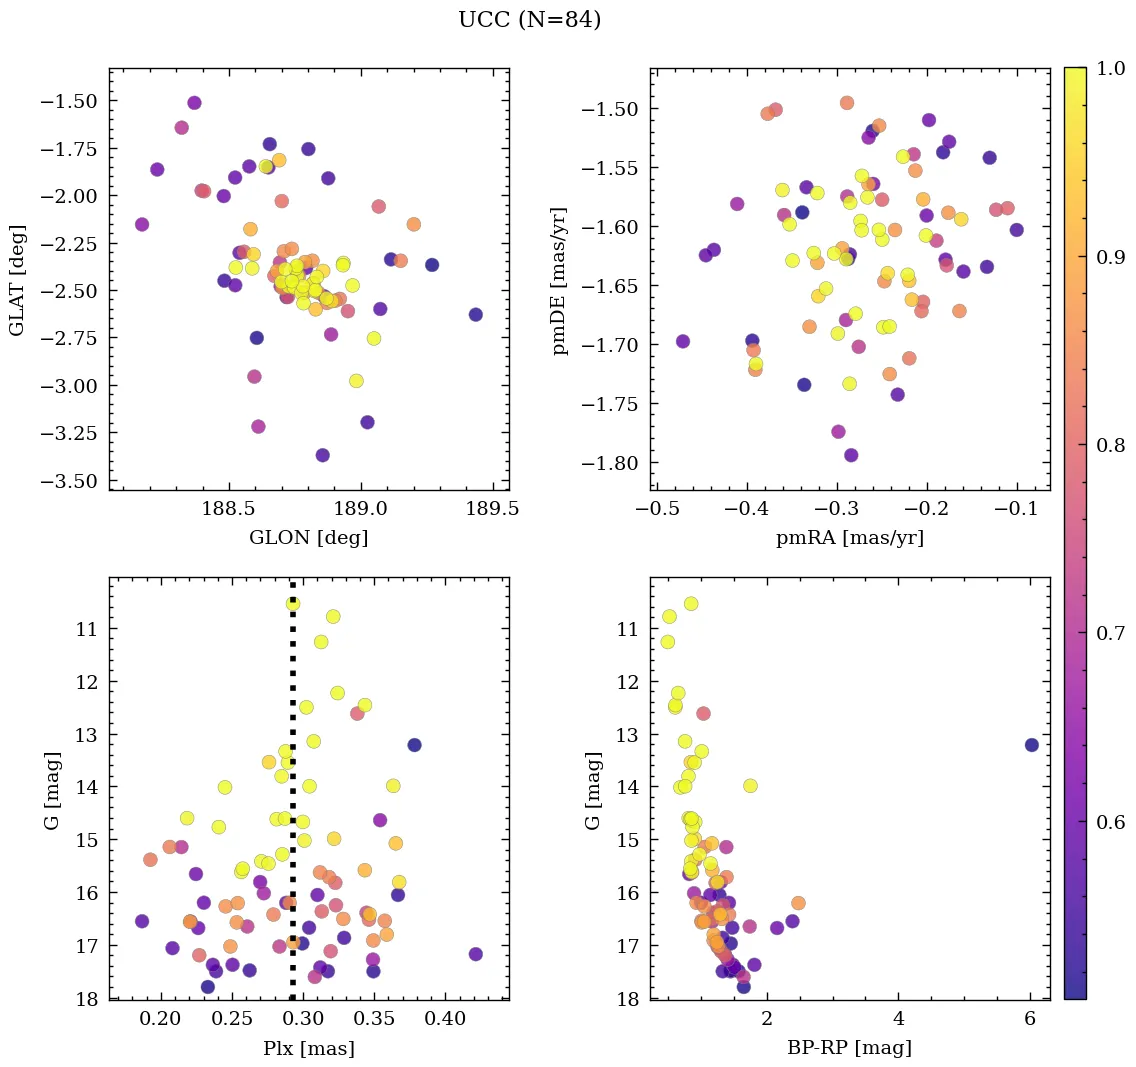 UCC (N=84)
−1.50
−1.75
−2.00
−2.25
−2.50
−2.75
−3.00
−3.25
−3.50
GLAT [deg]
188.5 189.0 189.5
GLON [deg]
−1.50
−1.55
−1.60
−1.65
−1.70
−1.75
−1.80
pmDE [mas/yr]
−0.5 −0.4 −0.3 −0.2 −0.1
pmRA [mas/yr]
11
12
13
14
15
16
17
18
G [mag]
0.20 0.25 0.30 0.35 0.40
Plx [mas]
11
12
13
14
15
16
17
18
G [mag]
2 4 6
BP-RP [mag]
1.0
0.9
0.8
0.7
0.6